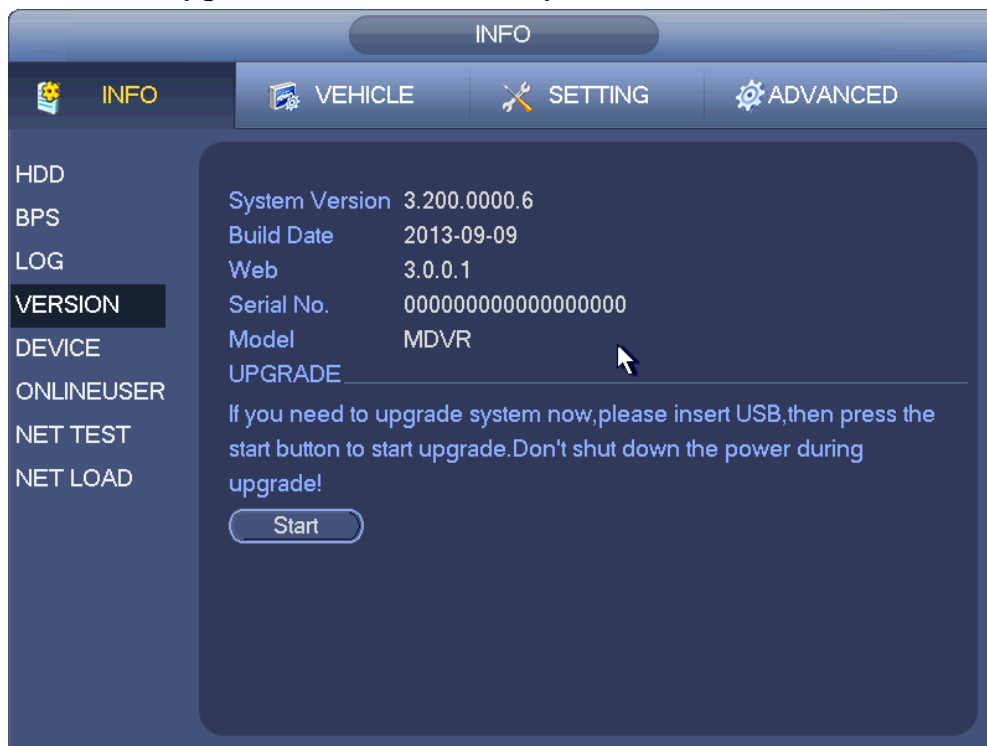 INFO
INFO
VEHICLE
SETTING
ADVANCED
HDD
BPS
LOG
VERSION
DEVICE
ONLINEUSER
NET TEST
NET LOAD
System Version 3.200.0000.6
Build Date 2013-09-09
Web 3.0.0.1
Serial No. 000000000000000000
Model MDVR
UPGRADE
If you need to upgrade system now,please insert USB,then press the
start button to start upgrade.Don't shut down the power during
upgrade!
Start